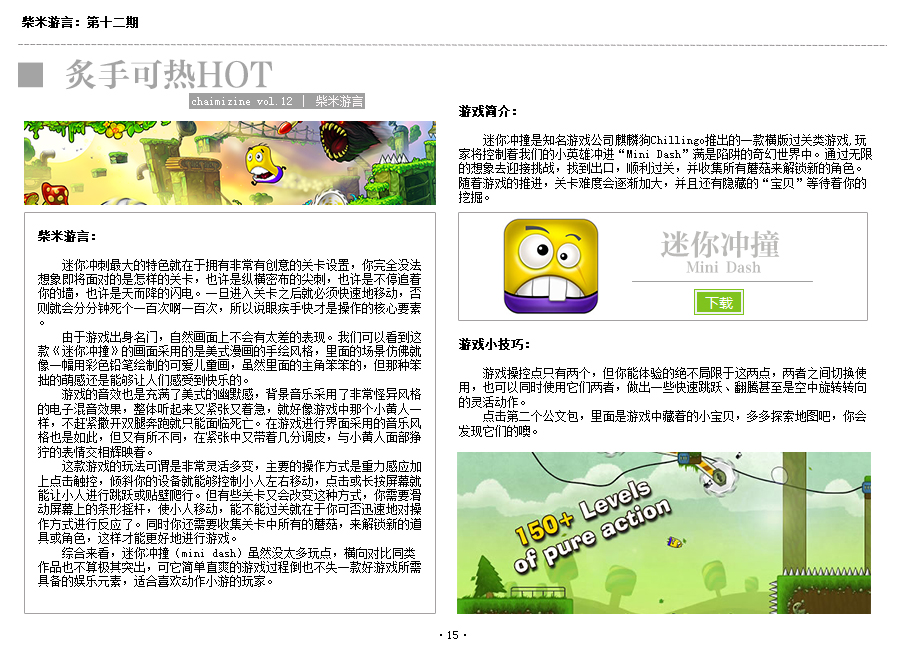 柴米游言：第十二期
炙手可热HOT
chaimizine vol.12 | 柴米游言
柴米游言：
迷你冲刺最大的特色就在于拥有非常有创意的关卡设置，你完全没法
想象即将面对的是怎样的关卡，也许是纵横密布的尖刺，也许是不停追着
你的墙，也许是天而降的闪电。一旦进入关卡之后就必须快速地移动，否
则就会分分钟死个一百次啊一百次，所以说眼疾手快才是操作的核心要素
。
由于游戏出身名门，自然画面上不会有太差的表现。我们可以看到这
款《迷你冲撞》的画面采用的是美式漫画的手绘风格，里面的场景仿佛就
像一幅用彩色铅笔绘制的可爱儿童画，虽然里面的主角笨笨的，但那种笨
拙的萌感还是能够让人们感受到快乐的。
游戏的音效也是充满了美式的幽默感，背景音乐采用了非常怪异风格
的电子混音效果，整体听起来又紧张又着急，就好像游戏中那个小黄人一
样，不赶紧撒开双腿奔跑就只能面临死亡。在游戏进行界面采用的音乐风
格也是如此，但又有所不同，在紧张中又带着几分调皮，与小黄人面部狰
狞的表情交相辉映着。
这款游戏的玩法可谓是非常灵活多变，主要的操作方式是重力感应加
上点击触控，倾斜你的设备就能够控制小人左右移动，点击或长按屏幕就
能让小人进行跳跃或贴壁爬行。但有些关卡又会改变这种方式，你需要滑
动屏幕上的条形摇杆，使小人移动，能不能过关就在于你可否迅速地对操
作方式进行反应了。同时你还需要收集关卡中所有的蘑菇，来解锁新的道
具或角色，这样才能更好地进行游戏。
综合来看，迷你冲撞（mini dash）虽然没太多玩点，横向对比同类
作品也不算极其突出，可它简单直爽的游戏过程倒也不失一款好游戏所需
具备的娱乐元素，适合喜欢动作小游的玩家。
游戏简介：
迷你冲撞是知名游戏公司麒麟狗Chillingo推出的一款横版过关类游戏,玩
家将控制着我们的小英雄冲进“Mini Dash”满是陷阱的奇幻世界中。通过无限
的想象去迎接挑战，找到出口，顺利过关，并收集所有蘑菇来解锁新的角色。
随着游戏的推进，关卡难度会逐渐加大，并且还有隐藏的“宝贝”等待着你的
挖掘。
迷你冲撞
Mini Dash
下载
游戏小技巧：
游戏操控点只有两个，但你能体验的绝不局限于这两点，两者之间切换使
用，也可以同时使用它们两者，做出一些快速跳跃、翻腾甚至是空中旋转转向
的灵活动作。
点击第二个公文包，里面是游戏中藏着的小宝贝，多多探索地图吧，你会
发现它们的噢。
150+ Levels
of pure action
· 15 ·